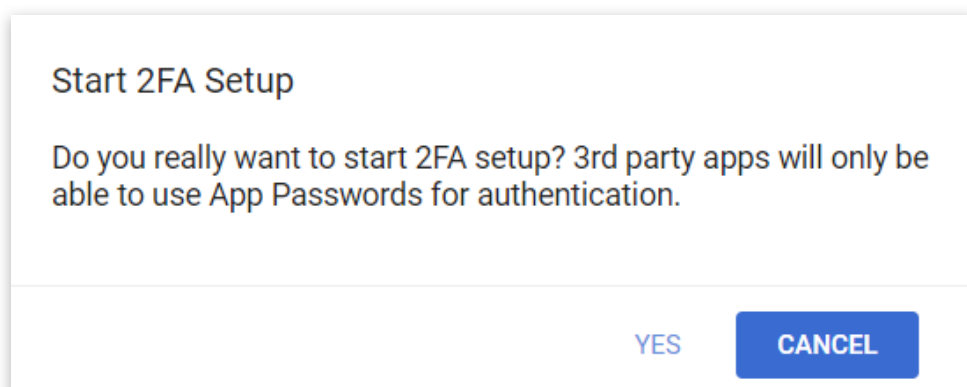 Start 2FA Setup
Do you really want to start 2FA setup? 3rd party apps will only be
able to use App Passwords for authentication.
YES
CANCEL